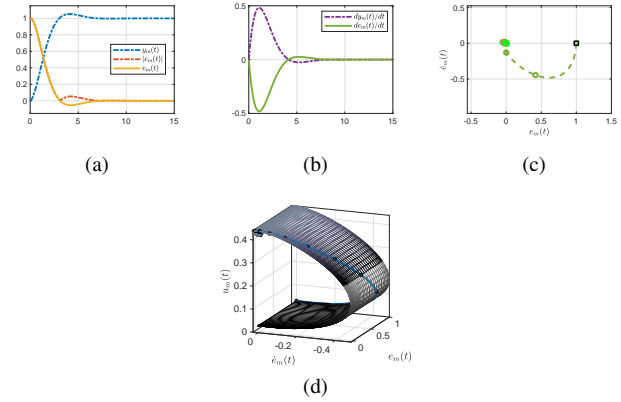 1
0.8
0.6
0.4
0.2
0
0 5 10 15
y_m(t)
|e_m(t)|
e_m(t)
(a)
0.5
0
-0.5
0 5 10 15
dy_m(t)/dt
de_m(t)/dt
(b)
0
-0.5
-0.5 0 0.5 1 1.5
ė_m(t)
e_m(t)
(c)
0.4
0.3
0.2
0.1
0
u_m(t)
0 -0.2 -0.4
ė_m(t)
0 0.5 1
e_m(t)
(d)